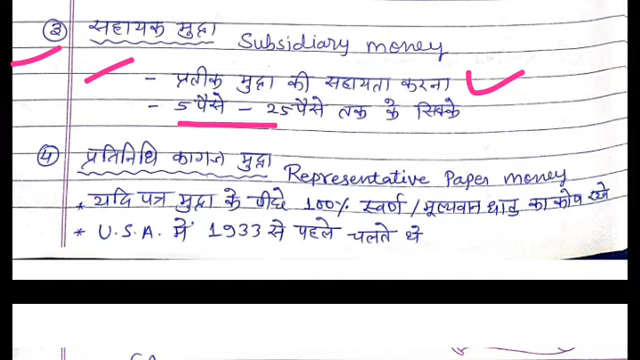 ③ सहायक मुद्रा Subsidiary money
- प्रतीक मुद्रा की सहायता करना
- 5 पैसे - 25 पैसे तक के सिक्के
④ प्रतिनिधि कागज मुद्रा Representative Paper money
* यदि पत्र मुद्रा के पीछे 100% स्वर्ण / मूल्यवान धातु का कोष रखे
* U.S.A. में 1933 से पहले चलते थे